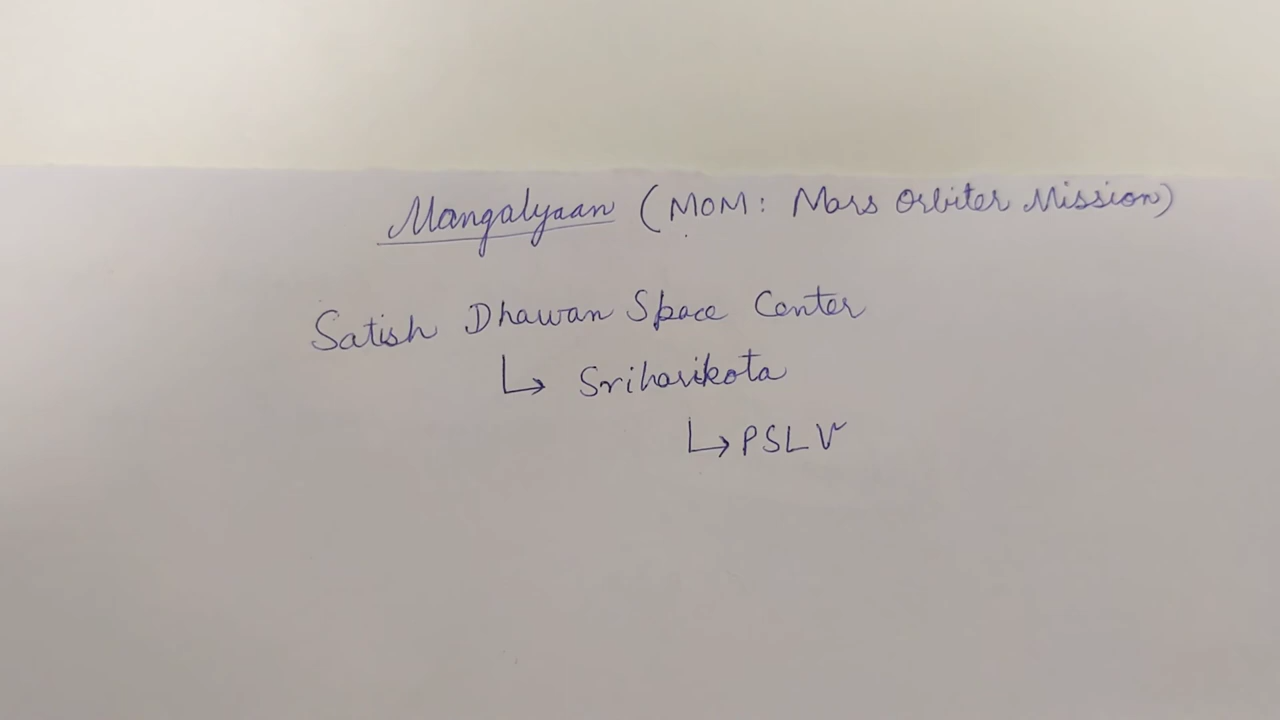 Mangalyaan (MOM: Mars Orbiter Mission)
Satish Dhawan Space Center
↳ Sriharikota
↳ PSLV